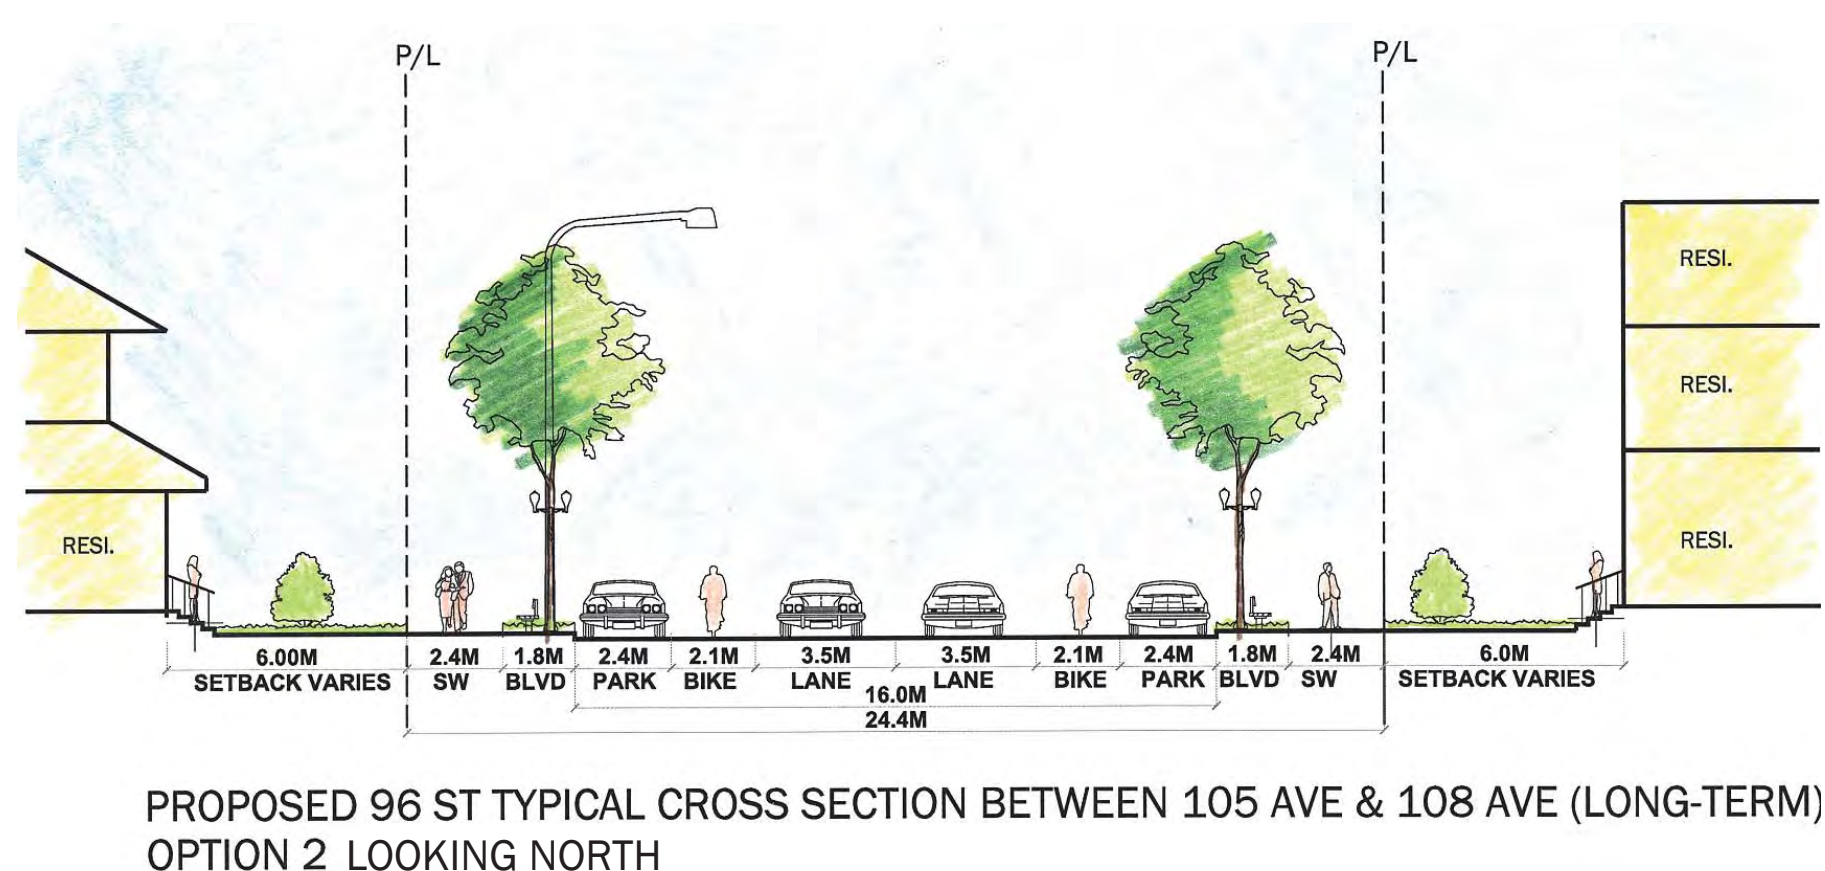 P/L P/L
RESI.
RESI.
RESI. RESI.
6.00M 2.4M 1.8M 2.4M 2.1M 3.5M 3.5M 2.1M 2.4M 1.8M 2.4M 6.0M
SETBACK VARIES SW BLVD PARK BIKE LANE LANE BIKE PARK BLVD SW SETBACK VARIES
16.0M
24.4M
PROPOSED 96 ST TYPICAL CROSS SECTION BETWEEN 105 AVE & 108 AVE (LONG-TERM)
OPTION 2 LOOKING NORTH